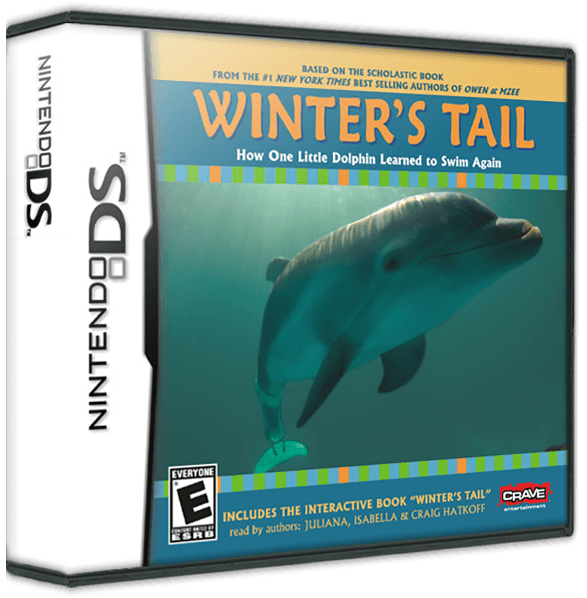 NINTENDO DS™
NINTENDO DS™
BASED ON THE SCHOLASTIC BOOK
FROM THE #1 NEW YORK TIMES BEST SELLING AUTHORS OF OWEN & MZEE
WINTER'S TAIL
How One Little Dolphin Learned to Swim Again
EVERYONE
E
CONTENT RATED BY
ESRB
INCLUDES THE INTERACTIVE BOOK "WINTER'S TAIL"
read by authors: JULIANA, ISABELLA & CRAIG HATKOFF
CRAVE
entertainment